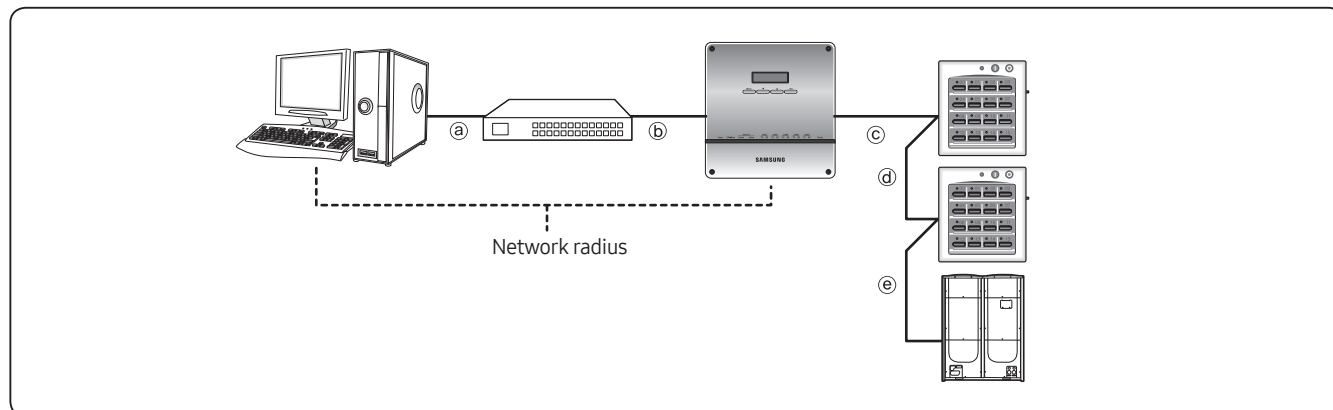 ⓐ
ⓑ
SAMSUNG
ⓒ
ⓓ
ⓔ
Network radius